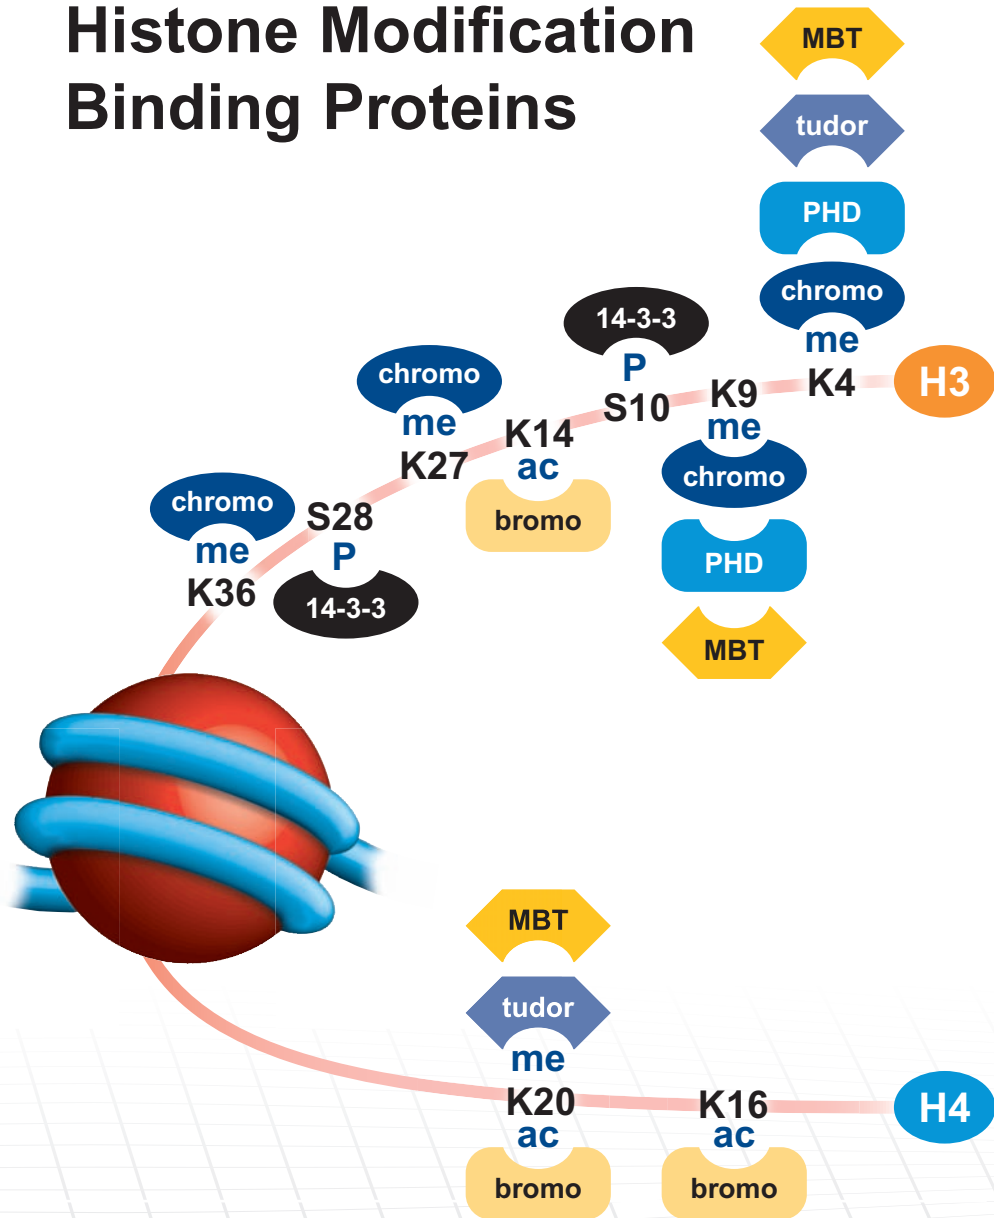 Histone Modification
Binding Proteins
MBT
tudor
PHD
chromo
me
K4
H3
14-3-3
P
S10
K9
me
chromo
PHD
MBT
chromo
me
K27
K14
ac
bromo
chromo
me
K36
S28
P
14-3-3
MBT
tudor
me
K20
ac
bromo
K16
ac
bromo
H4